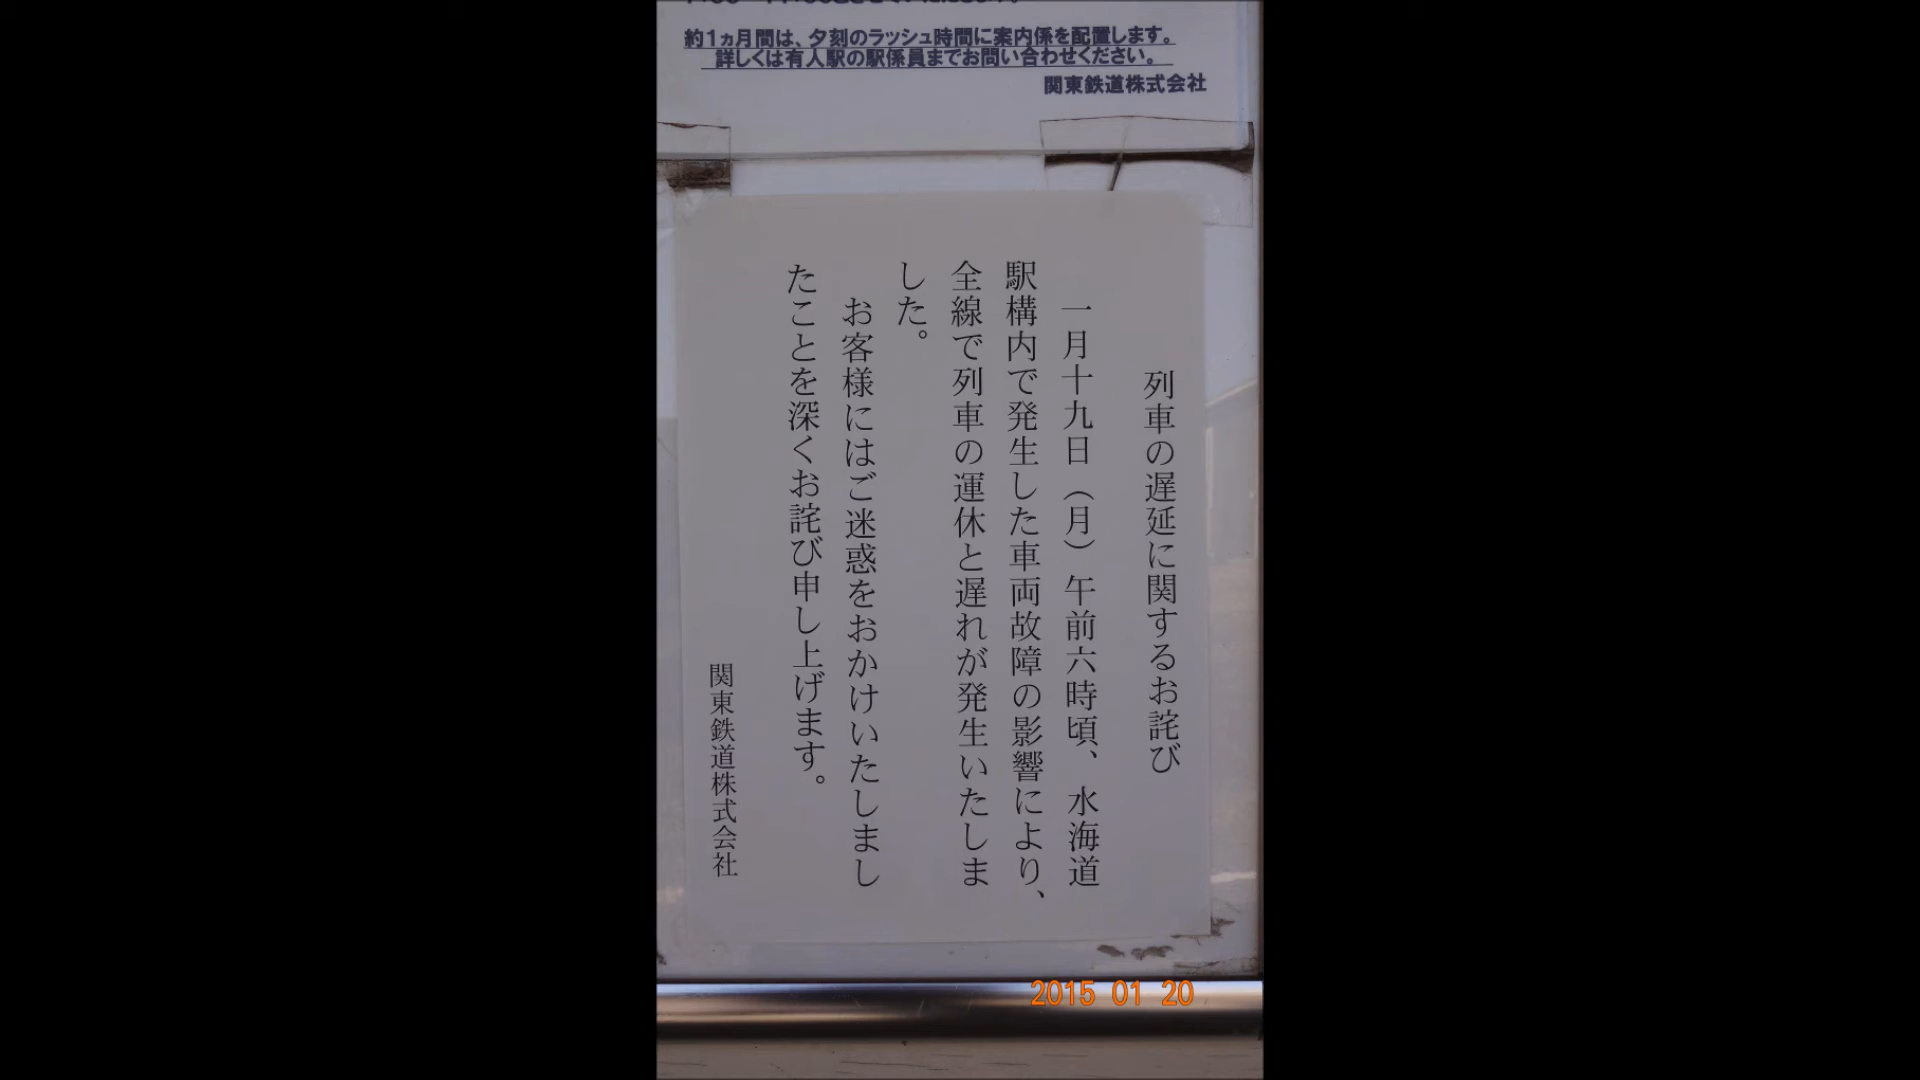 約1ヵ月間は、夕刻のラッシュ時間に案内係を配置します。
詳しくは有人駅の駅係員までお問い合わせください。
関東鉄道株式会社
列車の遅延に関するお詫び
一月十九日（月）午前六時頃、水海道
駅構内で発生した車両故障の影響により、
全線で列車の運休と遅れが発生いたしま
した。
お客様にはご迷惑をおかけいたしまし
たことを深くお詫び申し上げます。
関東鉄道株式会社
2015 01 20